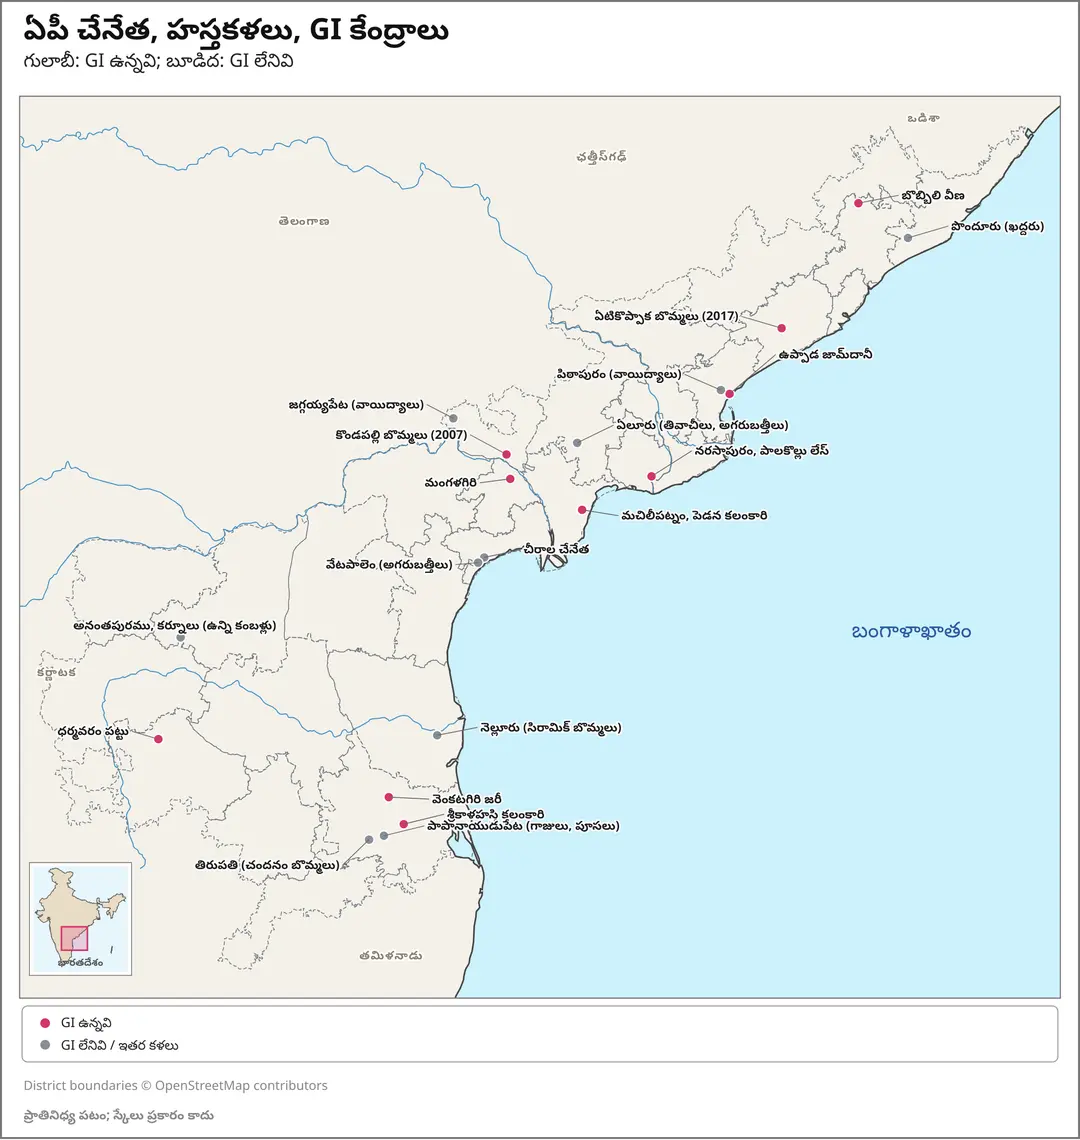 ఏపీ చేనేత, హస్తకళలు, GI కేంద్రాలు
గులాబీ: GI ఉన్నవి; బూడిద: GI లేనివి
ఒడిశా
ఛత్తీస్‌గఢ్
తెలంగాణ
బొబ్బిలి వీణ
పొందూరు (ఖద్దరు)
ఏటికొప్పాక బొమ్మలు (2017)
ఉప్పాడ జామ్‌దానీ
పిఠాపురం (వాయిద్యాలు)
జగ్గయ్యపేట (వాయిద్యాలు)
ఏలూరు (తివాచీలు, అగరుబత్తీలు)
కొండపల్లి బొమ్మలు (2007)
నరసాపురం, పాలకొల్లు లేస్
మంగళగిరి
మచిలీపట్నం, పెడన కలంకారి
చీరాల చేనేత
వేటపాలెం (అగరుబత్తీలు)
అనంతపురము, కర్నూలు (ఉన్ని కంబళ్లు)
బంగాళాఖాతం
కర్ణాటక
ధర్మవరం పట్టు
నెల్లూరు (సిరామిక్ బొమ్మలు)
వెంకటగిరి జరీ
శ్రీకాళహస్తి కలంకారి
పాపానాయుడుపేట (గాజులు, పూసలు)
తిరుపతి (చందనం బొమ్మలు)
తమిళనాడు
భారతదేశం
GI ఉన్నవి
GI లేనివి / ఇతర కళలు
District boundaries © OpenStreetMap contributors
ప్రాతినిధ్య పటం; స్కేలు ప్రకారం కాదు